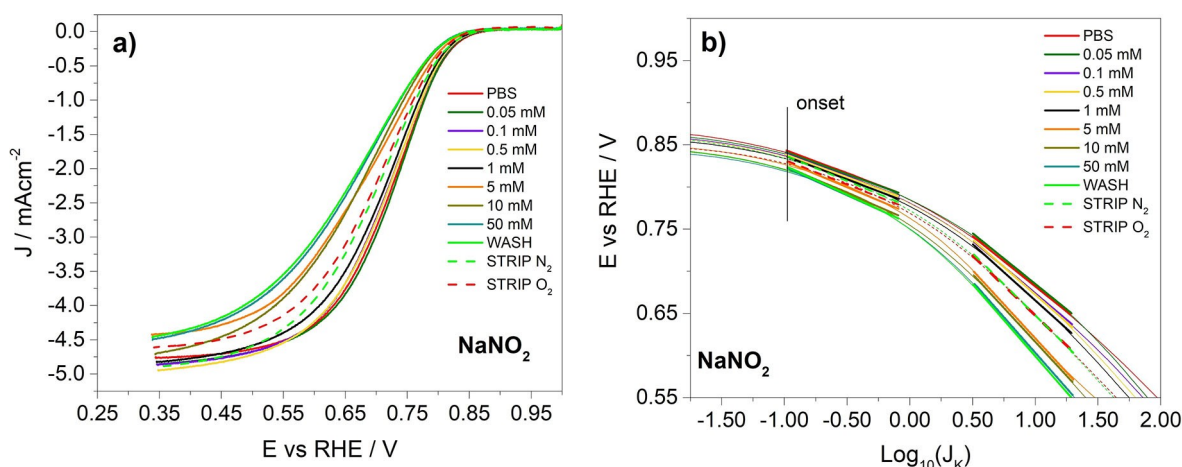 a)
0.0
-0.5
-1.0
-1.5
-2.0
-2.5
-3.0
-3.5
-4.0
-4.5
-5.0
J / mAcm⁻²
PBS
0.05 mM
0.1 mM
0.5 mM
1 mM
5 mM
10 mM
50 mM
WASH
STRIP N₂
STRIP O₂
NaNO₂
0.25 0.35 0.45 0.55 0.65 0.75 0.85 0.95
E vs RHE / V
b)
0.95
0.85
0.75
0.65
0.55
E vs RHE / V
onset
PBS
0.05 mM
0.1 mM
0.5 mM
1 mM
5 mM
10 mM
50 mM
WASH
STRIP N₂
STRIP O₂
NaNO₂
-1.50 -1.00 -0.50 0.00 0.50 1.00 1.50 2.00
Log₁₀(J_K)